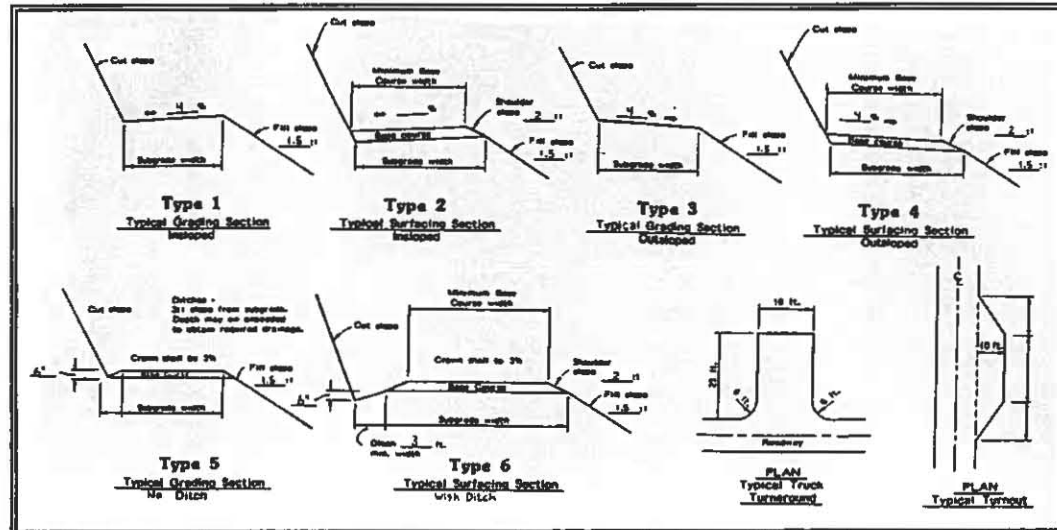 Cut slope
4 %
Fill slope
1.5 :1
Subgrade width
Type 1
Typical Grading Section
Insloped
Cut slope
Minimum Base
Course width
%
Base course
Shoulder
slope
2 :1
Fill slope
1.5 :1
Subgrade width
Type 2
Typical Surfacing Section
Insloped
Cut slope
4 %
Fill slope
1.5 :1
Subgrade width
Type 3
Typical Grading Section
Outsloped
Cut slope
Minimum Base
Course width
4 %
Base course
Shoulder
slope
2 :1
Fill slope
1.5 :1
Subgrade width
Type 4
Typical Surfacing Section
Outsloped
Cut slope
Ditches -
slope from subgrade.
Depth may be
to obtain required drainage.
Crown shall be 3%
6"
Fill slope
1.5 :1
Subgrade width
Type 5
Typical Grading Section
No Ditch
Cut slope
Minimum Base
Course width
Crown shall be 3%
Base Course
Shoulder
slope
2 :1
Fill slope
1.5 :1
6"
Subgrade width
Ditch 3 ft.
min. width
Type 6
Typical Surfacing Section
With Ditch
ft.
ft.
Roadway
PLAN
Typical Truck
Turnaround
10 ft.
PLAN
Typical Turnout